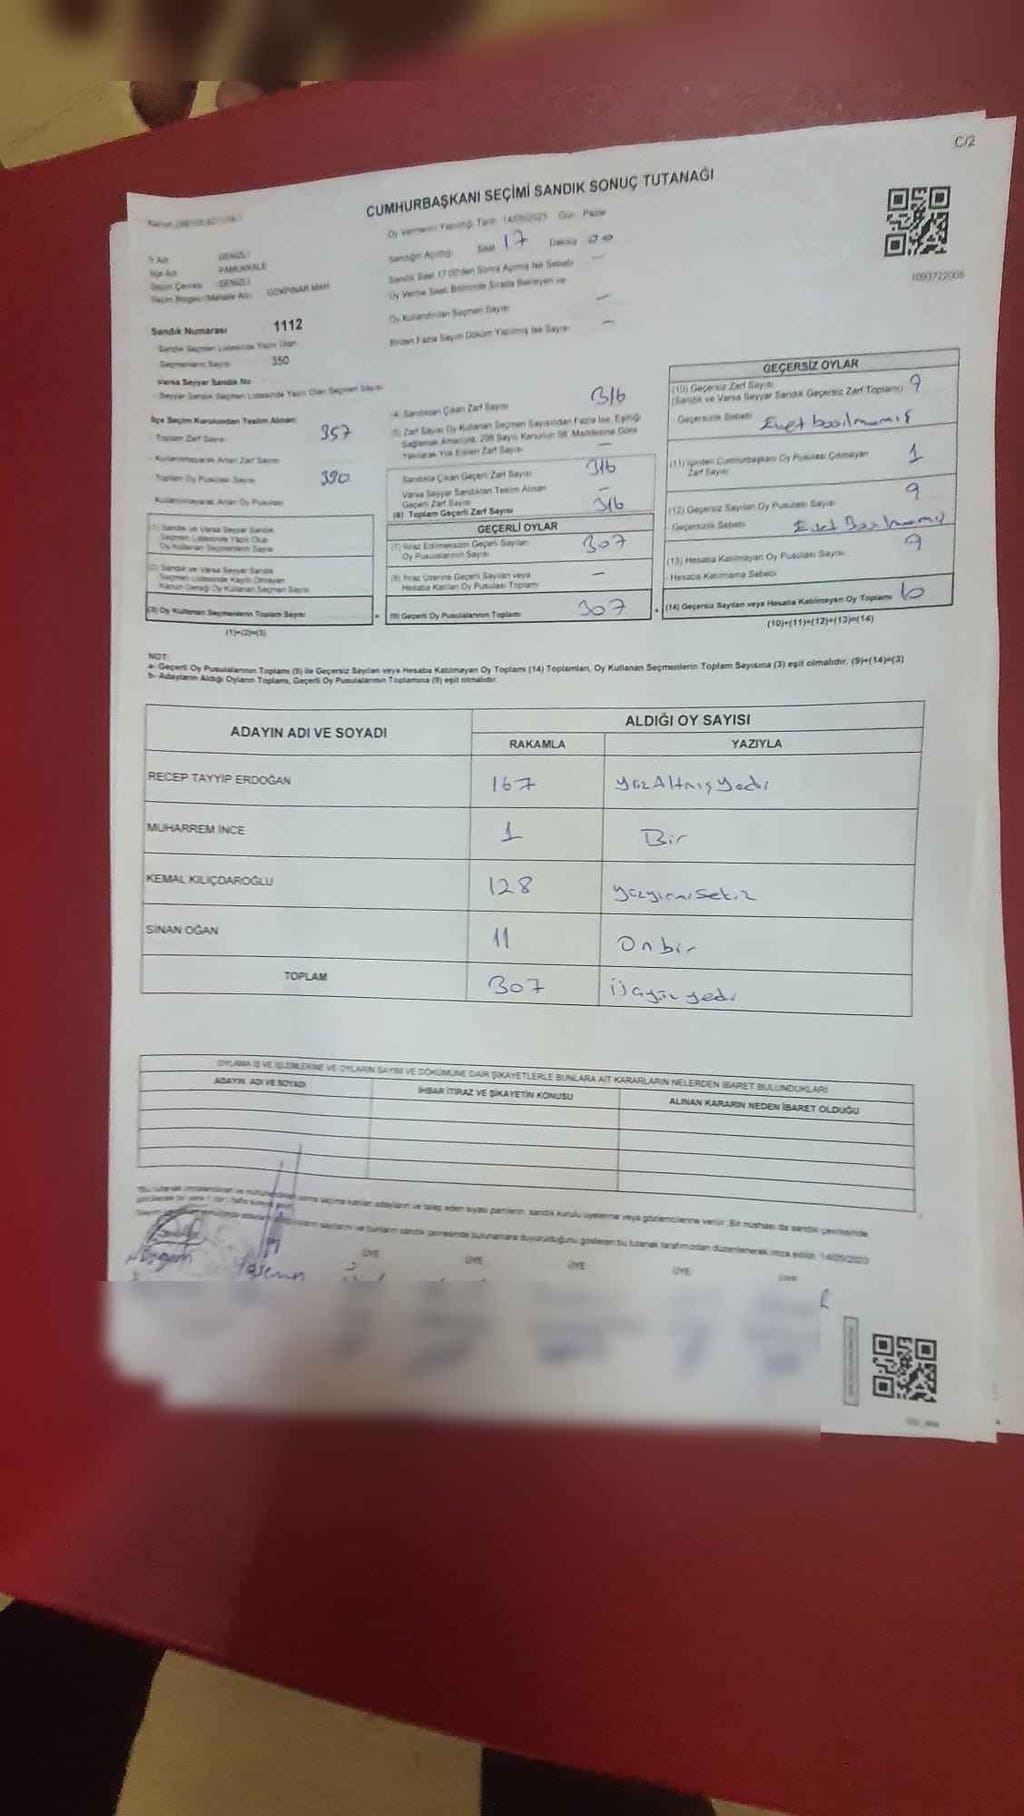 C/2
CUMHURBAŞKANI SEÇİMİ SANDIK SONUÇ TUTANAĞI
Oy Vermenin Yapıldığı Tarih 14/05/2023 Gün Pazar
Sandığın Açıldığı Saat 17 Dakika 00
Sandık Saat 17:00'den Sonra Açılmış İse Sebebi —
Oy Verme Saati Bitiminde Sırada Bekleyen ve
Oy Kullandırılan Seçmen Sayısı —
Birden Fazla Sayım Döküm Yapılmış İse Sayısı —
1093722006
İl Adı DENİZLİ
İlçe Adı PAMUKKALE
Seçim Çevresi DENİZLİ
Seçim Bölgesi (Mahalle Adı) GÖKPINAR MAH
Sandık Numarası 1112
Sandık Seçmen Listesinde Yazılı Olan
Seçmenlerin Sayısı 350
Varsa Seyyar Sandık No
Seyyar Sandık Seçmen Listesinde Yazılı Olan Seçmen Sayısı
İlçe Seçim Kurulundan Teslim Alınan
Toplam Zarf Sayısı 357
Kullanılmayarak Artan Zarf Sayısı
Toplam Oy Pusulası Sayısı 390
Kullanılmayarak Artan Oy Pusulası
(1) Sandık ve Varsa Seyyar Sandık
Seçmen Listesinde Yazılı Olup
Oy Kullanan Seçmenlerin Sayısı
(2) Sandık ve Varsa Seyyar Sandık
Seçmen Listesinde Kayıtlı Olmayan
Kanun Gereği Oy Kullanan Seçmen Sayısı
(3) Oy Kullanan Seçmenlerin Toplam Sayısı
(1)+(2)=(3)
(4) Sandıktan Çıkan Zarf Sayısı 316
(5) Zarf Sayısı Oy Kullanan Seçmen Sayısından Fazla İse, Eşitliği
Sağlamak Amacıyla, 298 Sayılı Kanunun 98. Maddesine Göre
Yakılarak Yok Edilen Zarf Sayısı —
Sandıkta Çıkan Geçerli Zarf Sayısı 316
Varsa Seyyar Sandıktan Teslim Alınan
Geçerli Zarf Sayısı —
(6) Toplam Geçerli Zarf Sayısı 316
GEÇERLİ OYLAR
(7) İtiraz Edilmeksizin Geçerli Sayılan
Oy Pusulalarının Sayısı 307
(8) İtiraz Üzerine Geçerli Sayılan veya
Hesaba Katılan Oy Pusulası Toplamı —
(9) Geçerli Oy Pusulalarının Toplamı 307
GEÇERSİZ OYLAR
(10) Geçersiz Zarf Sayısı
(Sandık ve Varsa Seyyar Sandık Geçersiz Zarf Toplamı) 9
Geçersizlik Sebebi Evet basılmamış
(11) İçinden Cumhurbaşkanı Oy Pusulası Çıkmayan
Zarf Sayısı 1
(12) Geçersiz Sayılan Oy Pusulası Sayısı 9
Geçersizlik Sebebi Evet Basılmamış
(13) Hesaba Katılmayan Oy Pusulası Sayısı 9
Hesaba Katılmama Sebebi
(14) Geçersiz Sayılan veya Hesaba Katılmayan Oy Toplamı
(10)+(11)+(12)+(13)=(14)
NOT:
a- Geçerli Oy Pusulalarının Toplamı (9) ile Geçersiz Sayılan veya Hesaba Katılmayan Oy Toplamı (14) Toplamları, Oy Kullanan Seçmenlerin Toplam Sayısına (3) eşit olmalıdır. (9)+(14)=(3)
b- Adayların Aldığı Oyların Toplamı, Geçerli Oy Pusulalarının Toplamına (9) eşit olmalıdır.
ADAYIN ADI VE SOYADI
ALDIĞI OY SAYISI
RAKAMLA YAZIYLA
RECEP TAYYİP ERDOĞAN 167 yüzAltmışyedi
MUHARREM İNCE 1 Bir
KEMAL KILIÇDAROĞLU 128 yüzyirmisekiz
SİNAN OĞAN 11 Onbir
TOPLAM 307 üçyüzyedi
OYLAMA İŞ VE İŞLEMLERİNE VE OYLARIN SAYIM VE DÖKÜMÜNE DAİR ŞİKAYETLERLE BUNLARA AİT KARARLARIN NELERDEN İBARET BULUNDUKLARI
ADAYIN ADI VE SOYADI İHBAR İTİRAZ VE ŞİKAYETİN KONUSU ALINAN KARARIN NEDEN İBARET OLDUĞU
sonra seçime katılan adayların ve talep eden siyasi partilerin sandık kurulu üyelerine veya gözlemcilerine verilir. Bir nüshası da sandık çevresinde
sayılarını ve bunların sandık çevresinde bulunanlara duyurulduğunu gösteren bu tutanak tarafımızdan düzenlenerek imza edildi. 14/05/2023
ÜYE ÜYE ÜYE ÜYE ÜYE
Yasemin